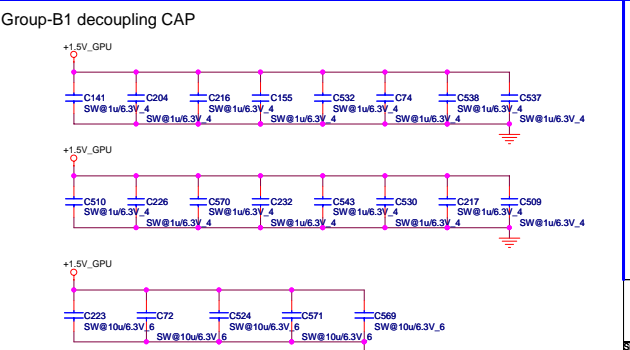 Group-B1 decoupling CAP
+1.5V_GPU
C141 C204 C216 C155 C532 C74 C538 C537
SW@1u/6.3V_4 SW@1u/6.3V_4 SW@1u/6.3V_4 SW@1u/6.3V_4
SW@1u/6.3V_4 SW@1u/6.3V_4 SW@1u/6.3V_4 SW@1u/6.3V_4
+1.5V_GPU
C510 C226 C570 C232 C543 C530 C217 C509
SW@1u/6.3V_4 SW@1u/6.3V_4 SW@1u/6.3V_4 SW@1u/6.3V_4
SW@1u/6.3V_4 SW@1u/6.3V_4 SW@1u/6.3V_4 SW@1u/6.3V_4
+1.5V_GPU
C223 C72 C524 C571 C569
SW@10u/6.3V_6 SW@10u/6.3V_6 SW@10u/6.3V_6
SW@10u/6.3V_6 SW@10u/6.3V_6